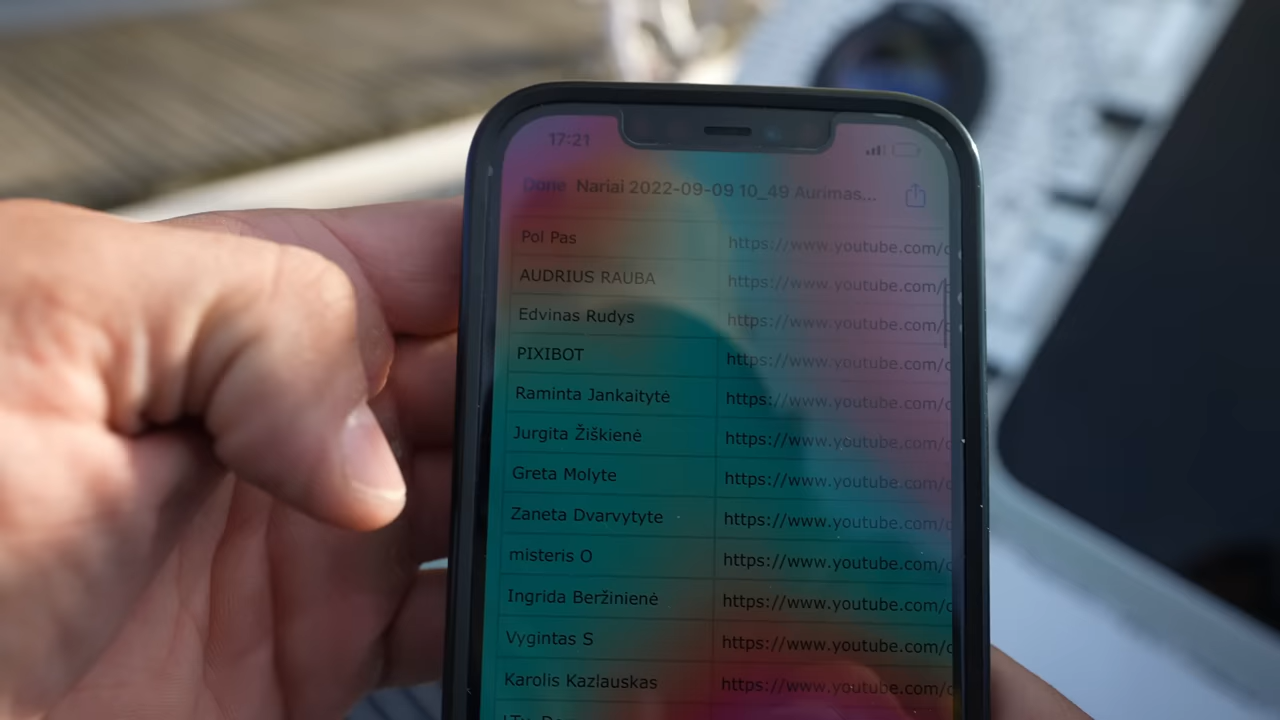 17:21
Done Nariai 2022-09-09 10_49 Aurimas...
Pol Pas https://www.youtube.com/c
AUDRIUS RAUBA https://www.youtube.com/c
Edvinas Rudys https://www.youtube.com/c
PIXIBOT https://www.youtube.com/c
Raminta Jankaitytė https://www.youtube.com/c
Jurgita Žiškienė https://www.youtube.com/c
Greta Molyte https://www.youtube.com/c
Zaneta Dvarvytyte https://www.youtube.com/c
misteris O https://www.youtube.com/c
Ingrida Beržinienė https://www.youtube.com/c
Vygintas S https://www.youtube.com/c
Karolis Kazlauskas https://www.youtube.com/c